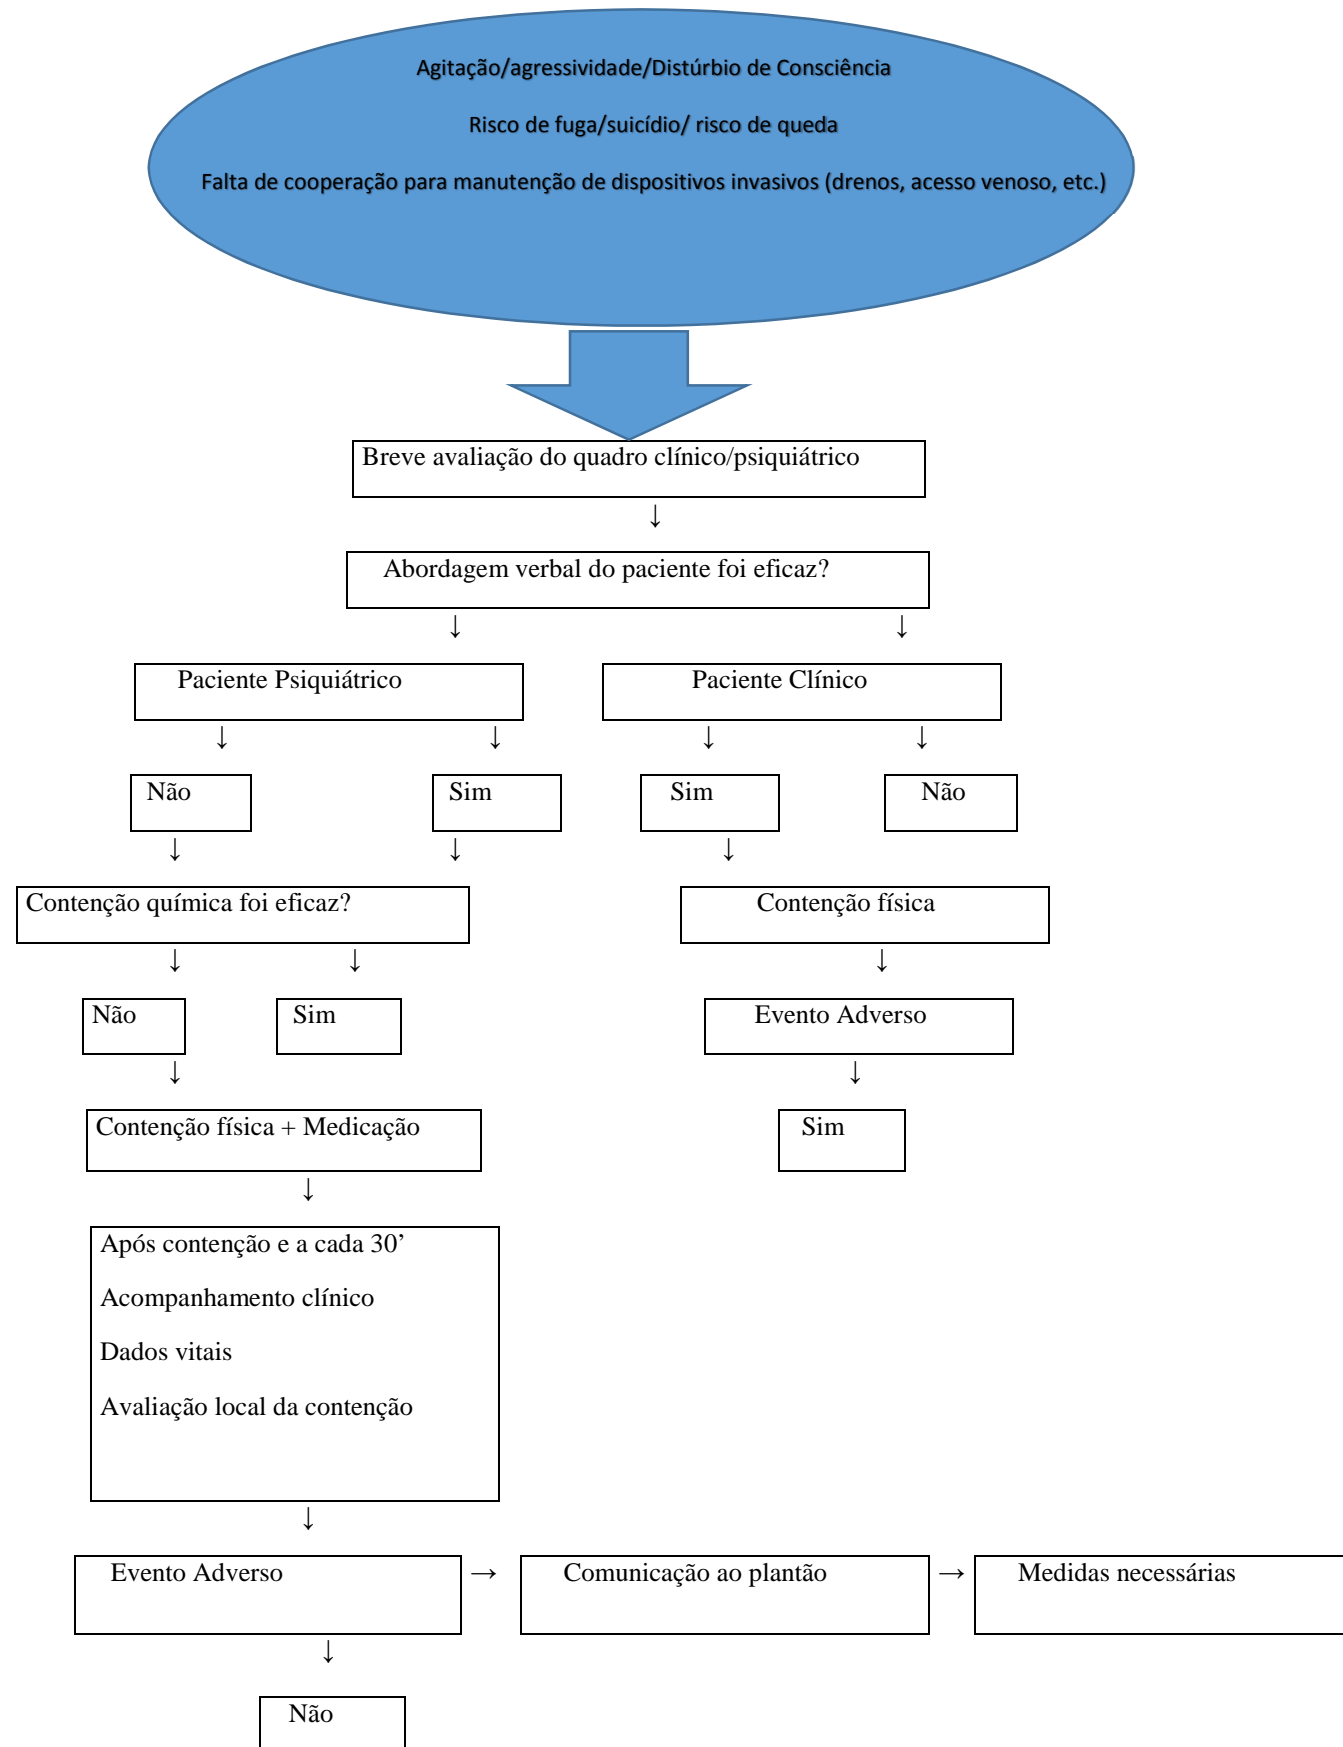 Agitação/agressividade/Distúrbio de Consciência
Risco de fuga/suicídio/ risco de queda
Falta de cooperação para manutenção de dispositivos invasivos (drenos, acesso venoso, etc.)
Breve avaliação do quadro clínico/psiquiátrico
↓
Abordagem verbal do paciente foi eficaz?
↓ ↓
Paciente Psiquiátrico
Paciente Clínico
↓ ↓ ↓ ↓
Não
Sim
Sim
Não
↓ ↓ ↓
Contenção química foi eficaz?
Contenção física
↓ ↓ ↓
Não
Sim
Evento Adverso
↓ ↓
Contenção física + Medicação
Sim
↓
Após contenção e a cada 30’
Acompanhamento clínico
Dados vitais
Avaliação local da contenção
↓
Evento Adverso
→
Comunicação ao plantão
→
Medidas necessárias
↓
Não